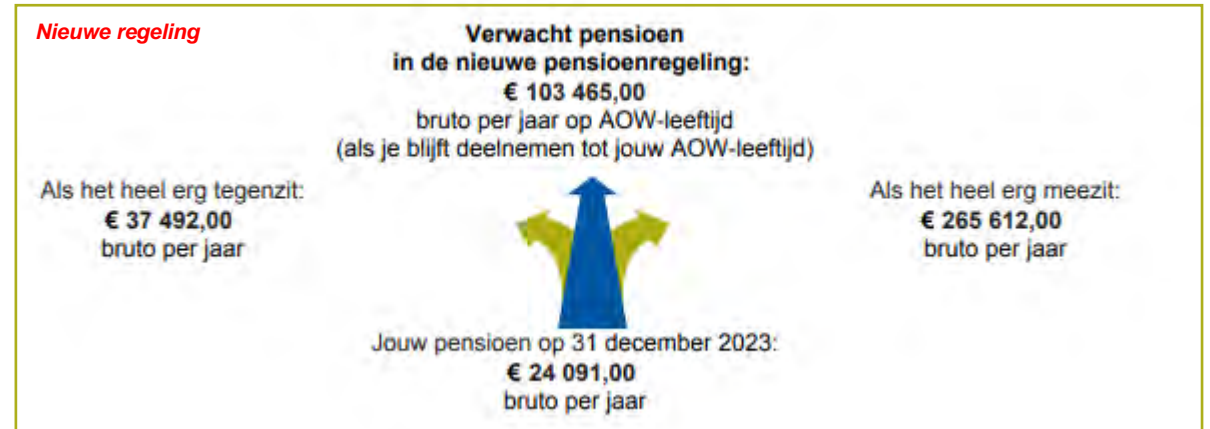 Nieuwe regeling
Verwacht pensioen
in de nieuwe pensioenregeling:
€ 103 465,00
bruto per jaar op AOW-leeftijd
(als je blijft deelnemen tot jouw AOW-leeftijd)
Als het heel erg tegenzit:
€ 37 492,00
bruto per jaar
Als het heel erg meezit:
€ 265 612,00
bruto per jaar
Jouw pensioen op 31 december 2023:
€ 24 091,00
bruto per jaar